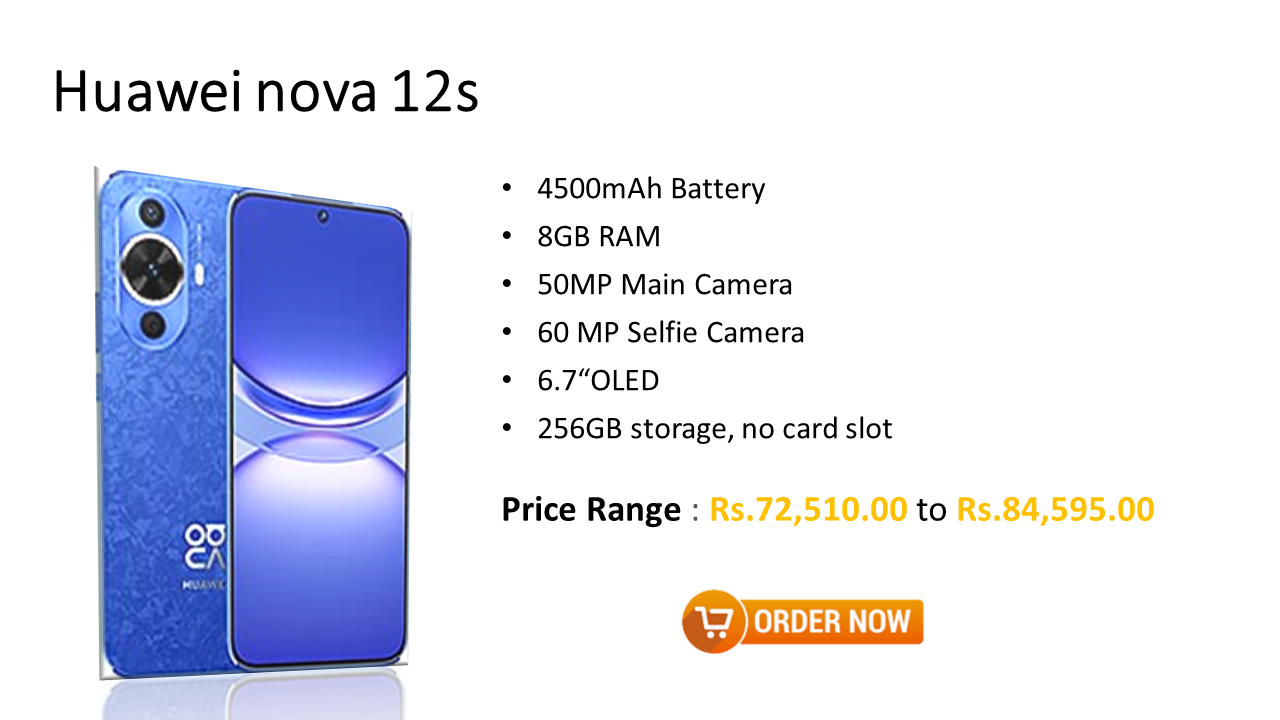 Huawei nova 12s
• 4500mAh Battery
• 8GB RAM
• 50MP Main Camera
• 60 MP Selfie Camera
• 6.7“OLED
• 256GB storage, no card slot
Price Range : Rs.72,510.00 to Rs.84,595.00
ORDER NOW